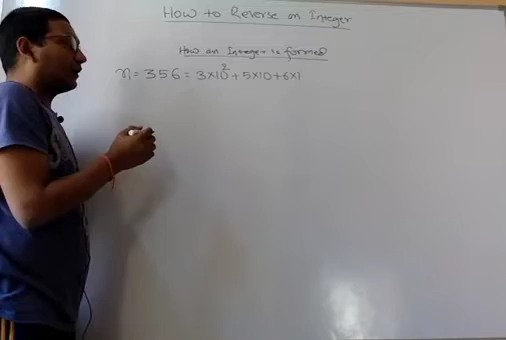 How to Reverse an Integer
How an Integer is formed
n = 356 = 3×10² + 5×10 + 6×1